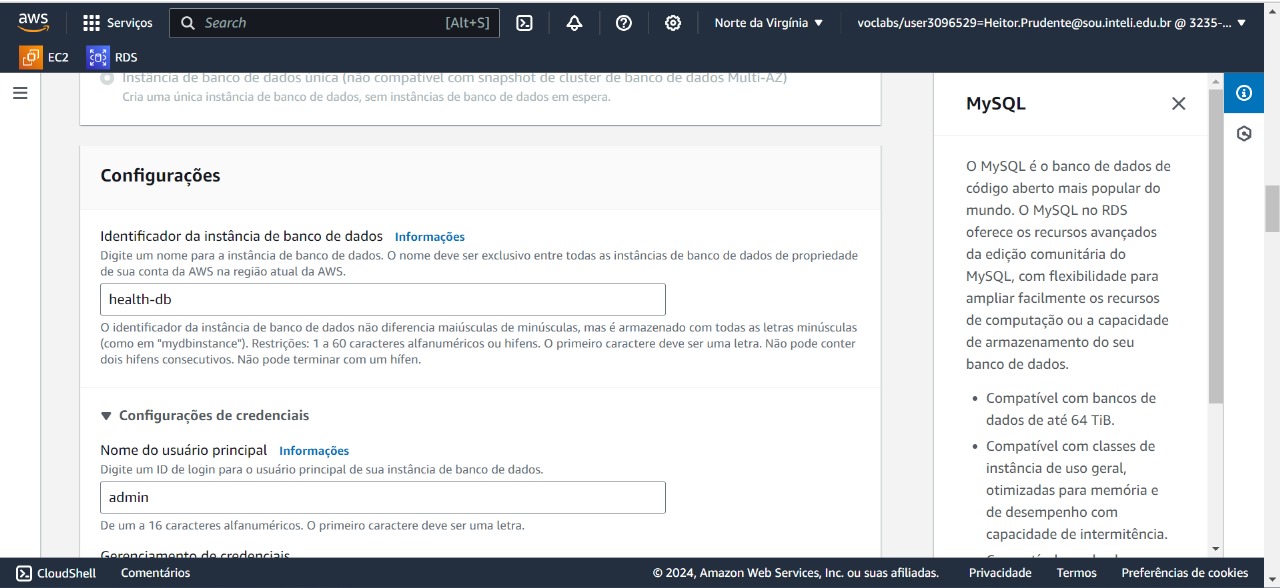 aws
Serviços
Search
[Alt+S]
Norte da Virgínia
voclabs/user3096529=Heitor.Prudente@sou.inteli.edu.br @ 3235-...
EC2
RDS
Instância de banco de dados única (não compatível com snapshot de cluster de banco de dados Multi-AZ)
Cria uma única instância de banco de dados, sem instâncias de banco de dados em espera.
Configurações
Identificador da instância de banco de dados Informações
Digite um nome para a instância de banco de dados. O nome deve ser exclusivo entre todas as instâncias de banco de dados de propriedade
de sua conta da AWS na região atual da AWS.
health-db
O identificador da instância de banco de dados não diferencia maiúsculas de minúsculas, mas é armazenado com todas as letras minúsculas
(como em "mydbinstance"). Restrições: 1 a 60 caracteres alfanuméricos ou hifens. O primeiro caractere deve ser uma letra. Não pode conter
dois hifens consecutivos. Não pode terminar com um hífen.
Configurações de credenciais
Nome do usuário principal Informações
Digite um ID de login para o usuário principal de sua instância de banco de dados.
admin
De um a 16 caracteres alfanuméricos. O primeiro caractere deve ser uma letra.
Gerenciamento de credenciais
MySQL
O MySQL é o banco de dados de
código aberto mais popular do
mundo. O MySQL no RDS
oferece os recursos avançados
da edição comunitária do
MySQL, com flexibilidade para
ampliar facilmente os recursos
de computação ou a capacidade
de armazenamento do seu
banco de dados.
• Compatível com bancos de
dados de até 64 TiB.
• Compatível com classes de
instância de uso geral,
otimizadas para memória e
de desempenho com
capacidade de intermitência.
CloudShell
Comentários
© 2024, Amazon Web Services, Inc. ou suas afiliadas.
Privacidade
Termos
Preferências de cookies